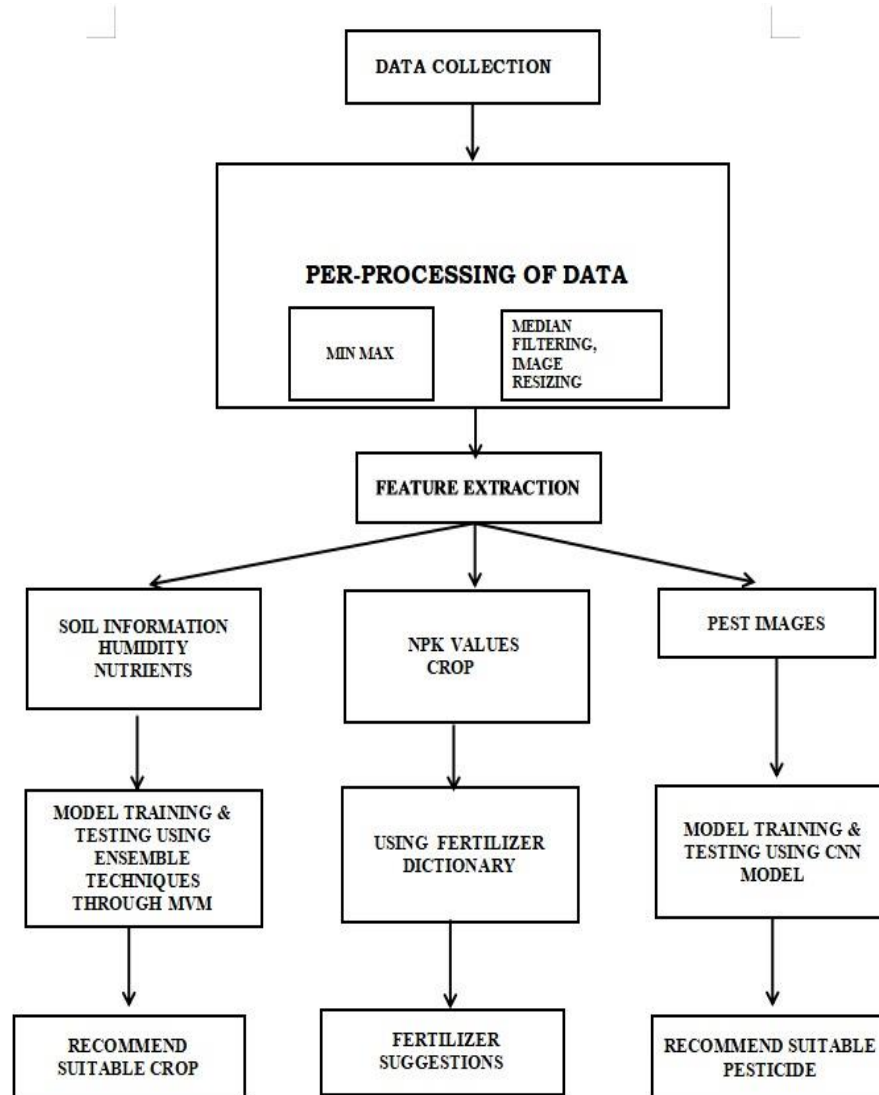 DATA COLLECTION
PER-PROCESSING OF DATA
MIN MAX
MEDIAN
FILTERING,
IMAGE
RESIZING
FEATURE EXTRACTION
SOIL INFORMATION
HUMIDITY
NUTRIENTS
NPK VALUES
CROP
PEST IMAGES
MODEL TRAINING &
TESTING USING
ENSEMBLE
TECHNIQUES
THROUGH MVM
USING FERTILIZER
DICTIONARY
MODEL TRAINING &
TESTING USING CNN
MODEL
RECOMMEND
SUITABLE CROP
FERTILIZER
SUGGESTIONS
RECOMMEND SUITABLE
PESTICIDE